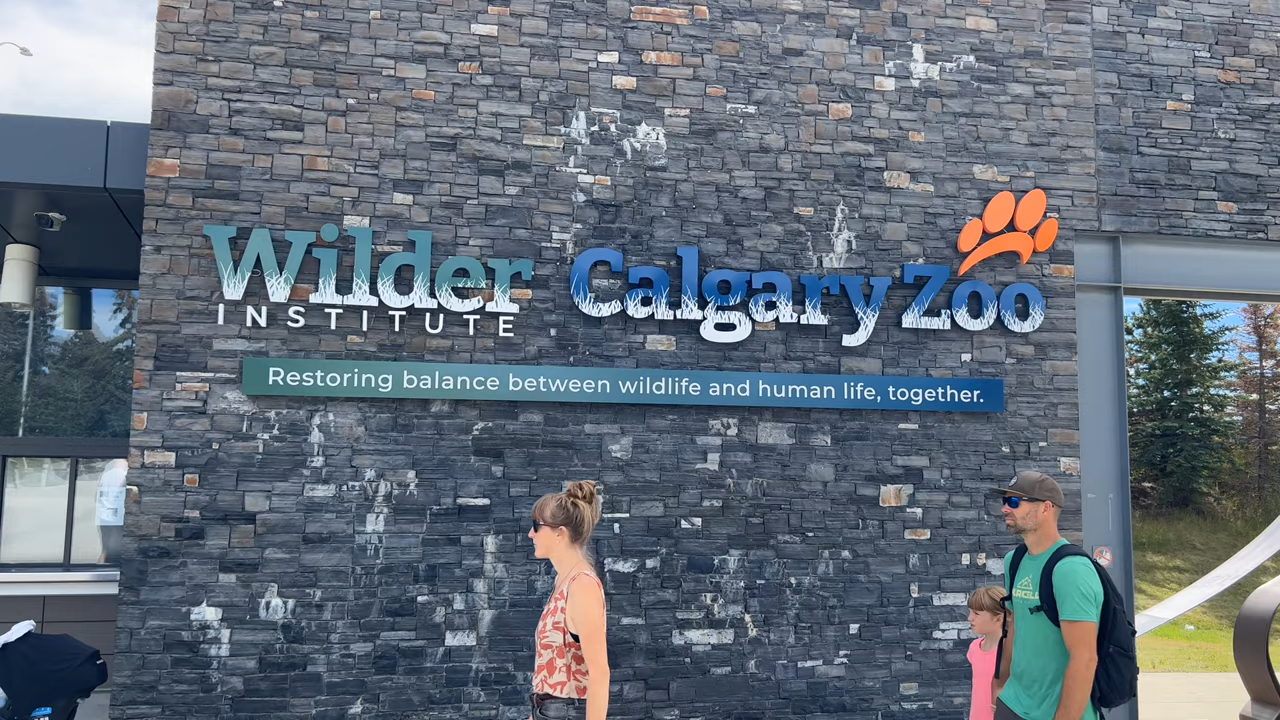 Wilder
INSTITUTE
Calgary Zoo
Restoring balance between wildlife and human life, together.